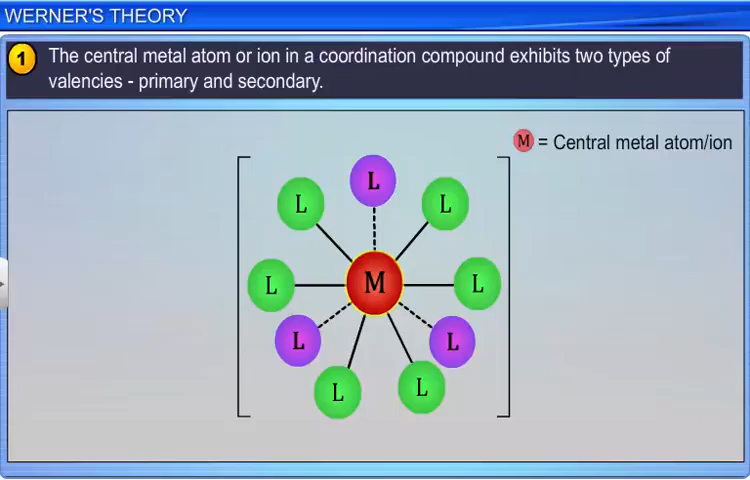 WERNER'S THEORY
1 The central metal atom or ion in a coordination compound exhibits two types of
valencies - primary and secondary.
M = Central metal atom/ion
L
L L
L M L
L L
L L